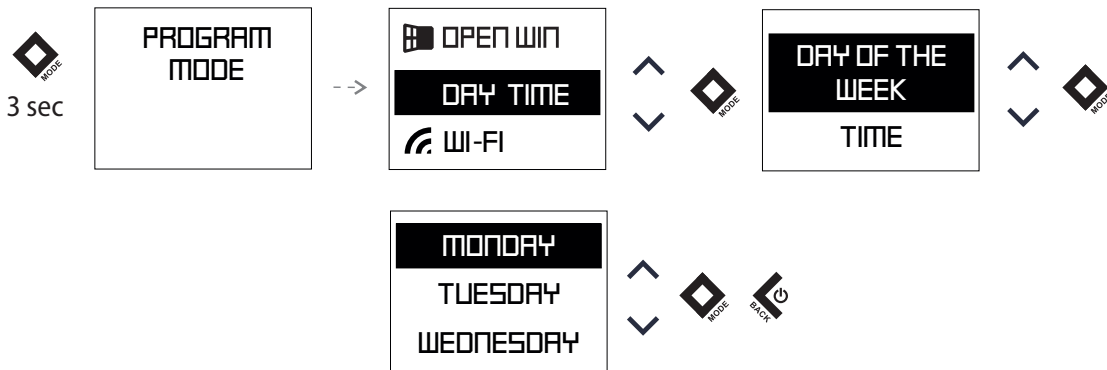 MODE
3 sec
PROGRAM
MODE
OPEN WIN
DAY TIME
WI-FI
MODE
DAY OF THE
WEEK
TIME
MODE
MONDAY
TUESDAY
WEDNESDAY
MODE
BACK